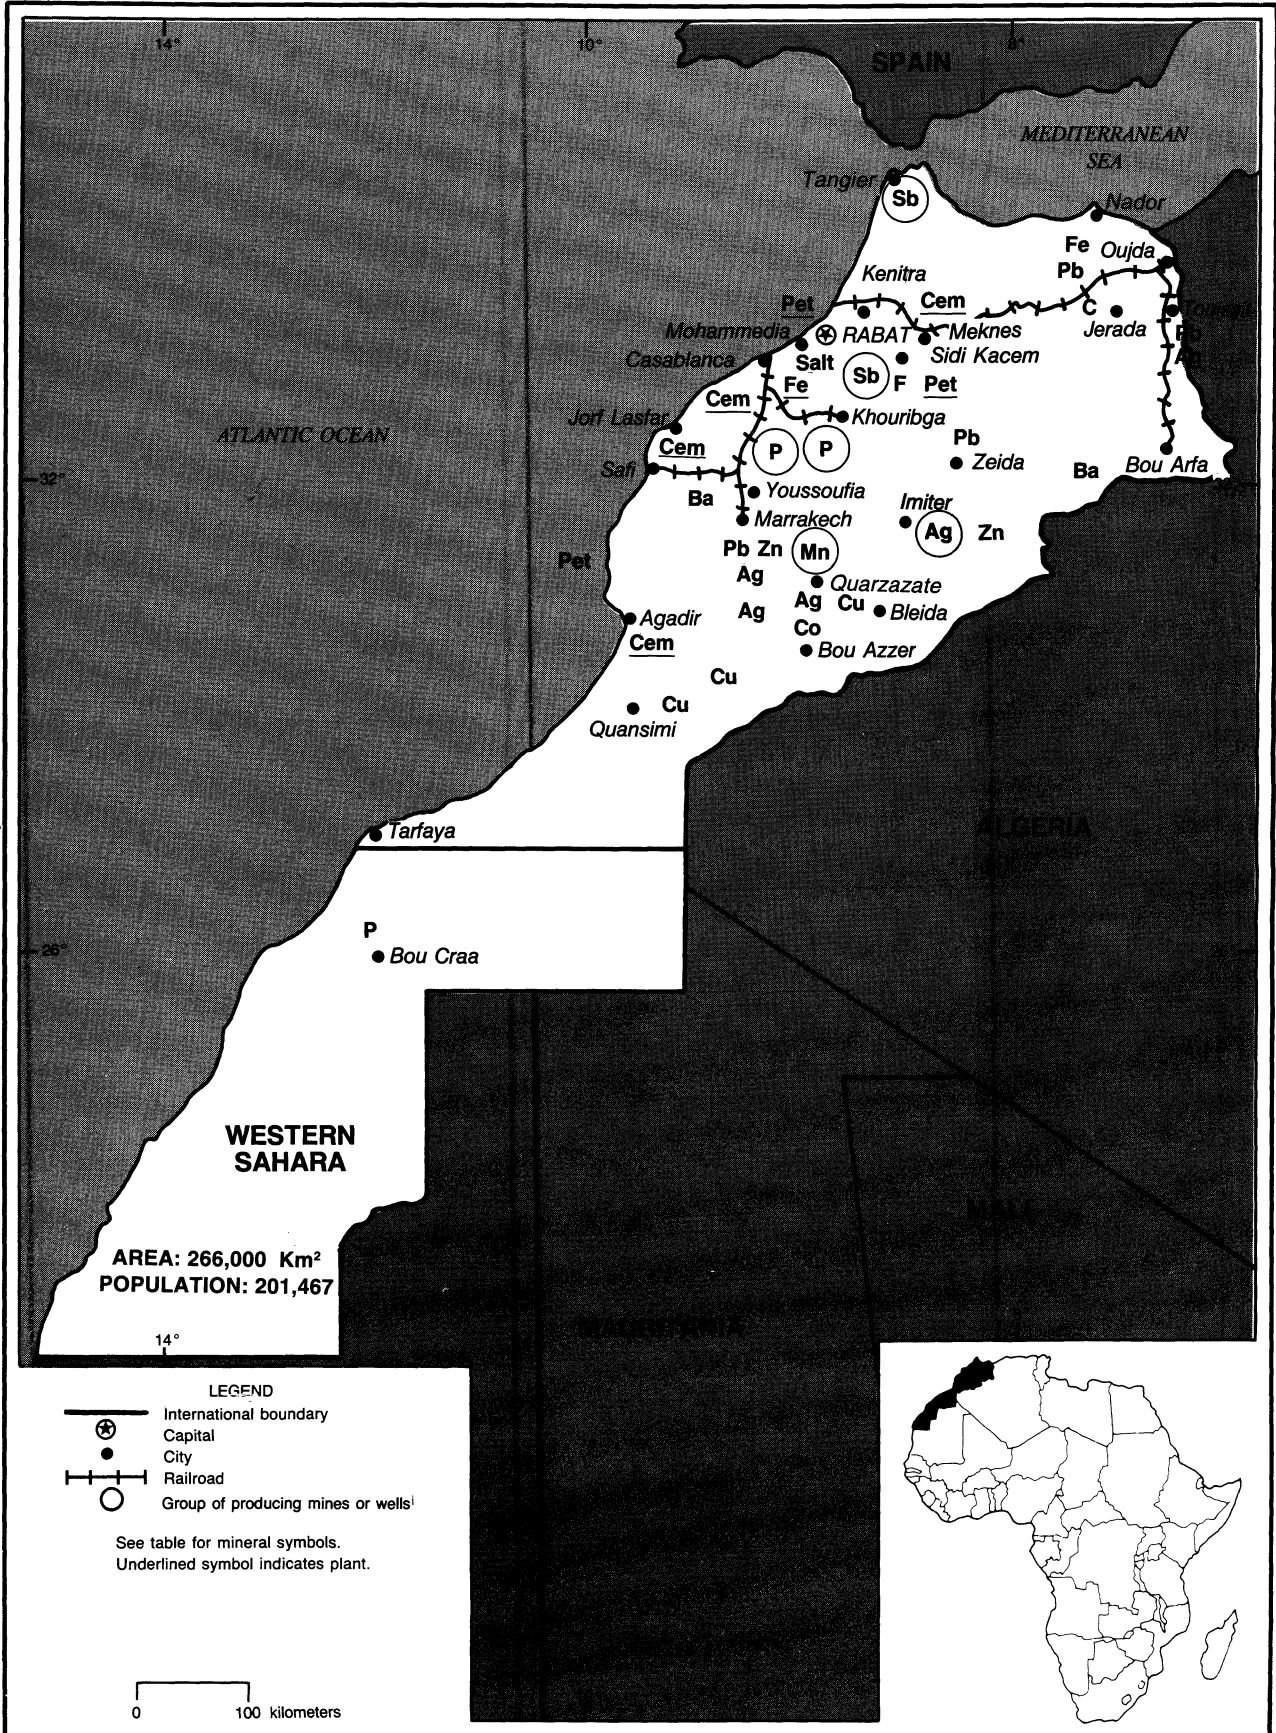 14°
10°
SPAIN
MEDITERRANEAN
SEA
Tangier
Sb
Nador
Fe
Oujda
Pb
Kenitra
Pet
Cem
C
Jerada
Mohammedia
RABAT
Meknes
Pb
Casablanca
Salt
Sidi Kacem
Ag
Sb
F
Pet
Fe
Cem
Jorf Lasfar
Khouribga
ATLANTIC OCEAN
Cem
P
P
Pb
Safi
Zeida
Ba
Bou Arfa
32°
Ba
Youssoufia
Imiter
Marrakech
Ag
Zn
Pet
Pb Zn
Mn
Ag
Quarzazate
Ag
Ag
Cu
Bleida
Agadir
Co
Cem
Bou Azzer
Cu
Cu
Quansimi
ALGERIA
Tarfaya
P
26°
Bou Craa
WESTERN
SAHARA
MALI
AREA: 266,000 Km²
POPULATION: 201,467
MAURITANIA
14°
LEGEND
International boundary
Capital
City
Railroad
Group of producing mines or wells
See table for mineral symbols.
Underlined symbol indicates plant.
0 100 kilometers